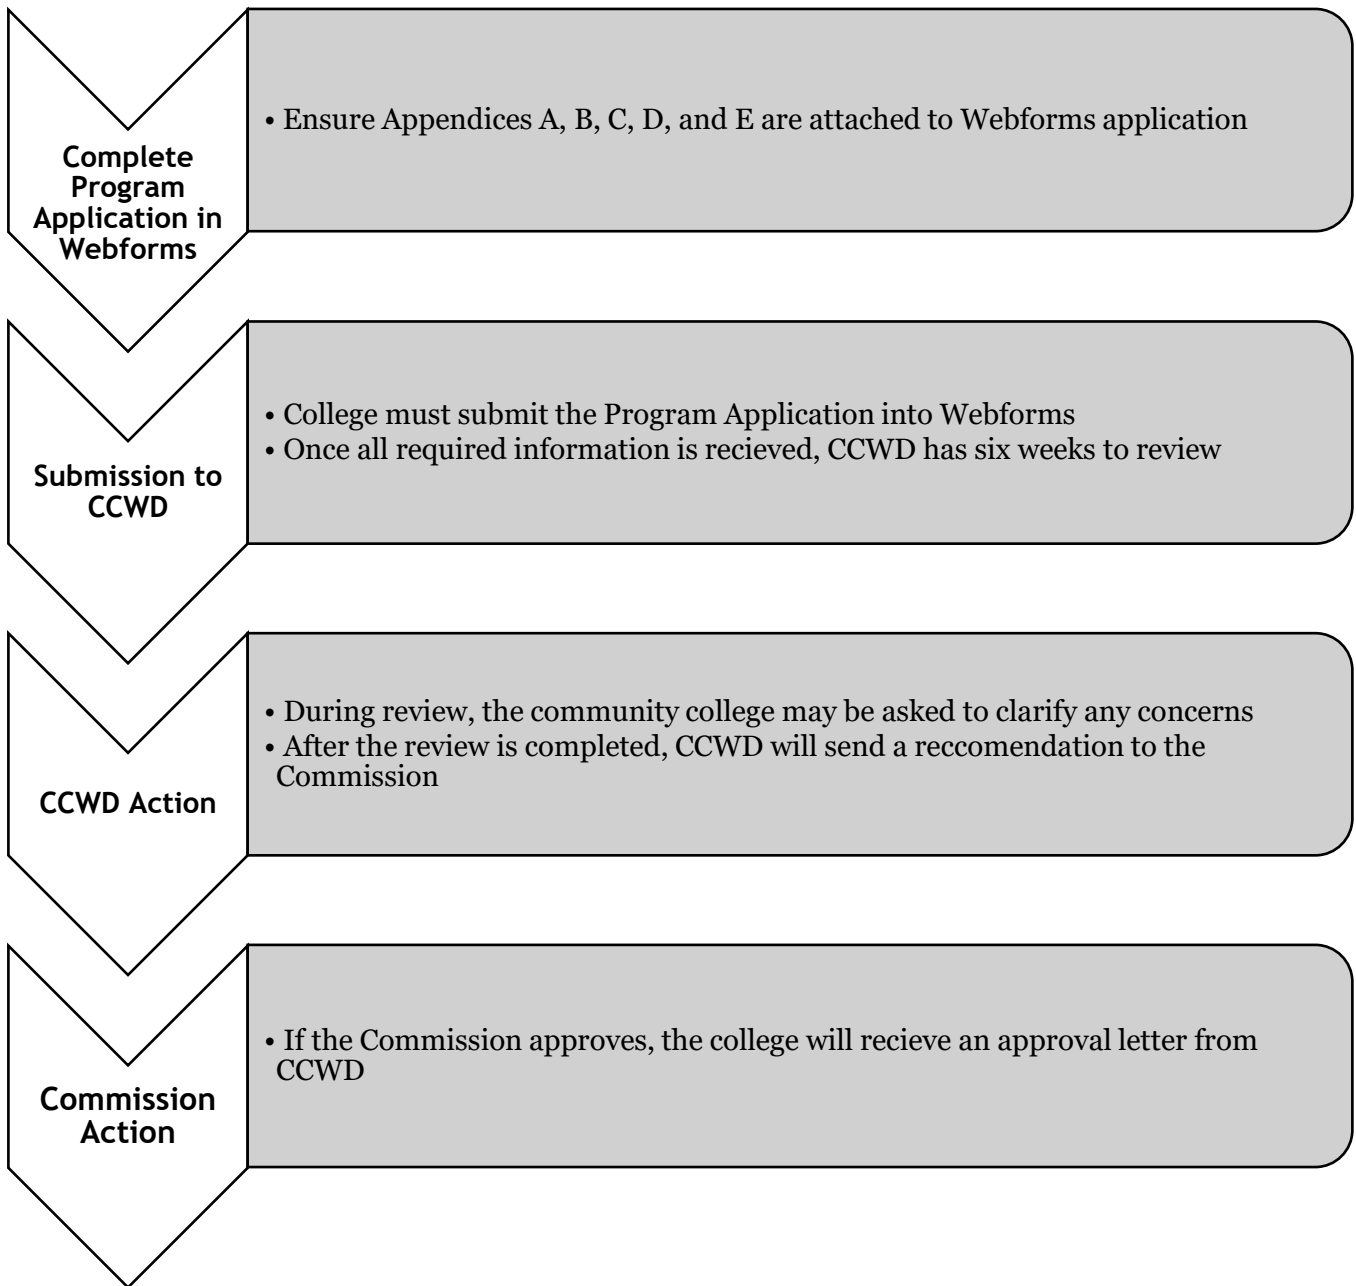 Complete
Program
Application in
Webforms
• Ensure Appendices A, B, C, D, and E are attached to Webforms application
Submission to
CCWD
• College must submit the Program Application into Webforms
• Once all required information is recieved, CCWD has six weeks to review
CCWD Action
• During review, the community college may be asked to clarify any concerns
• After the review is completed, CCWD will send a reccomendation to the
Commission
Commission
Action
• If the Commission approves, the college will recieve an approval letter from
CCWD